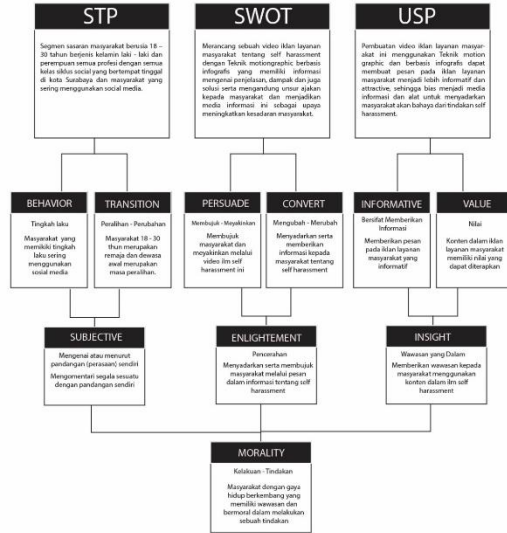 STP
Segmen sasaran masyarakat berusia 18 -
30 tahun berjenis kelamin laki - laki dan
perempuan semua profesi dengan semua
kelas siklus social yang bertempat tinggal
di kota Surabaya dan masyarakat yang
sering menggunakan social media.
SWOT
Merancang sebuah video iklan layanan
masyarakat tentang self harassment
dengan Teknik motiongraphic berbasis
infografis yang memiliki informasi
mengenai penjelasan, dampak dan juga
solusi serta mengandung unsur ajakan
kepada masyarakat dan menjadikan
media informasi ini sebagai upaya
meningkatkan kesadaran masyarakat.
USP
Pembuatan video iklan layanan masyar-
akat ini menggunakan Teknik motion
graphic dan berbasis infografis dapat
membuat pesan pada iklan layanan
masyarakat menjadi lebih informatif dan
attractive, sehingga bias menjadi media
informasi dan alat untuk menyadarkan
masyarakat akan bahaya dari tindakan self
harassment.
BEHAVIOR
Tingkah laku
Masyarakat yang
memikiki tingkah
laku sering
menggunakan
sosial media
TRANSITION
Peralihan - Perubahan
Masyarakat 18 - 30
thun merupakan
remaja dan dewasa
awal merupakan
masa peralihan.
PERSUADE
Membujuk - Meyakinkan
Membujuk
masyarakat dan
meyakinkan melalui
video ilm self
harassment ini
CONVERT
Mengubah - Merubah
Menyadarkan serta
memberikan
informasi kepada
masyarakat tentang
self harassment
INFORMATIVE
Bersifat Memberikan
Informasi
Memberikan pesan
pada iklan layanan
masyarakat yang
informatif
VALUE
Nilai
Konten dalam iklan
layanan masyarakat
memiliki nilai yang
dapat diterapkan
SUBJECTIVE
Mengenai atau menurut
pandangan (perasaan) sendiri
Mengomentari segala sesuatu
dengan pandangan sendiri
ENLIGHTEMENT
Pencerahan
Menyadarkan serta membujuk
masyarakat melalui pesan
dalam informasi tentang self
harassment
INSIGHT
Wawasan yang Dalam
Memberikan wawasan kepada
masyarakat menggunakan
konten dalam ilm self
harassment
MORALITY
Kelakuan - Tindakan
Masyarakat dengan gaya
hidup berkembang yang
memiliki wawasan dan
bermoral dalam melakukan
sebuah tindakan